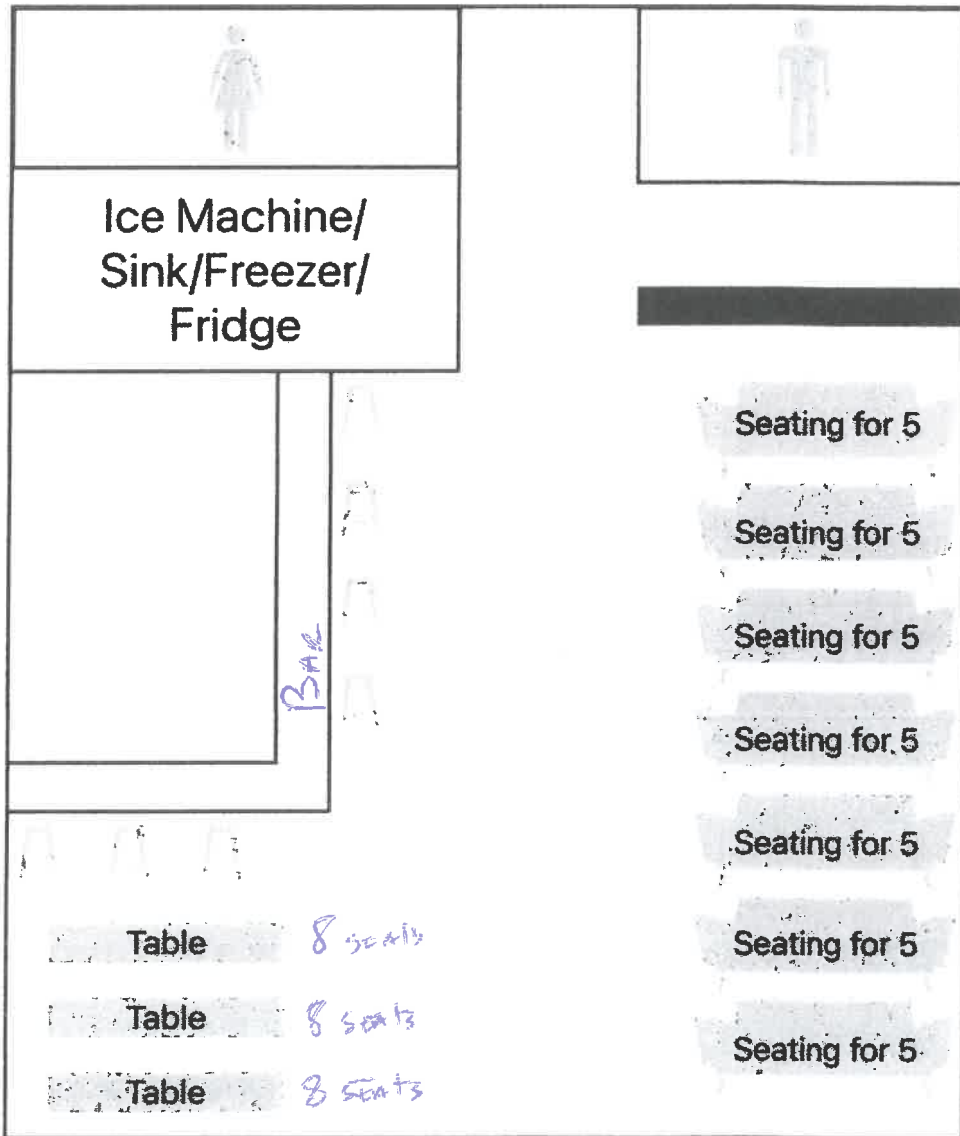 Ice Machine/
Sink/Freezer/
Fridge
Seating for 5
Seating for 5
Seating for 5
BAR
Seating for 5
Seating for 5
Table 8 seats
Seating for 5
Table 8 seats
Seating for 5
Table 8 seats